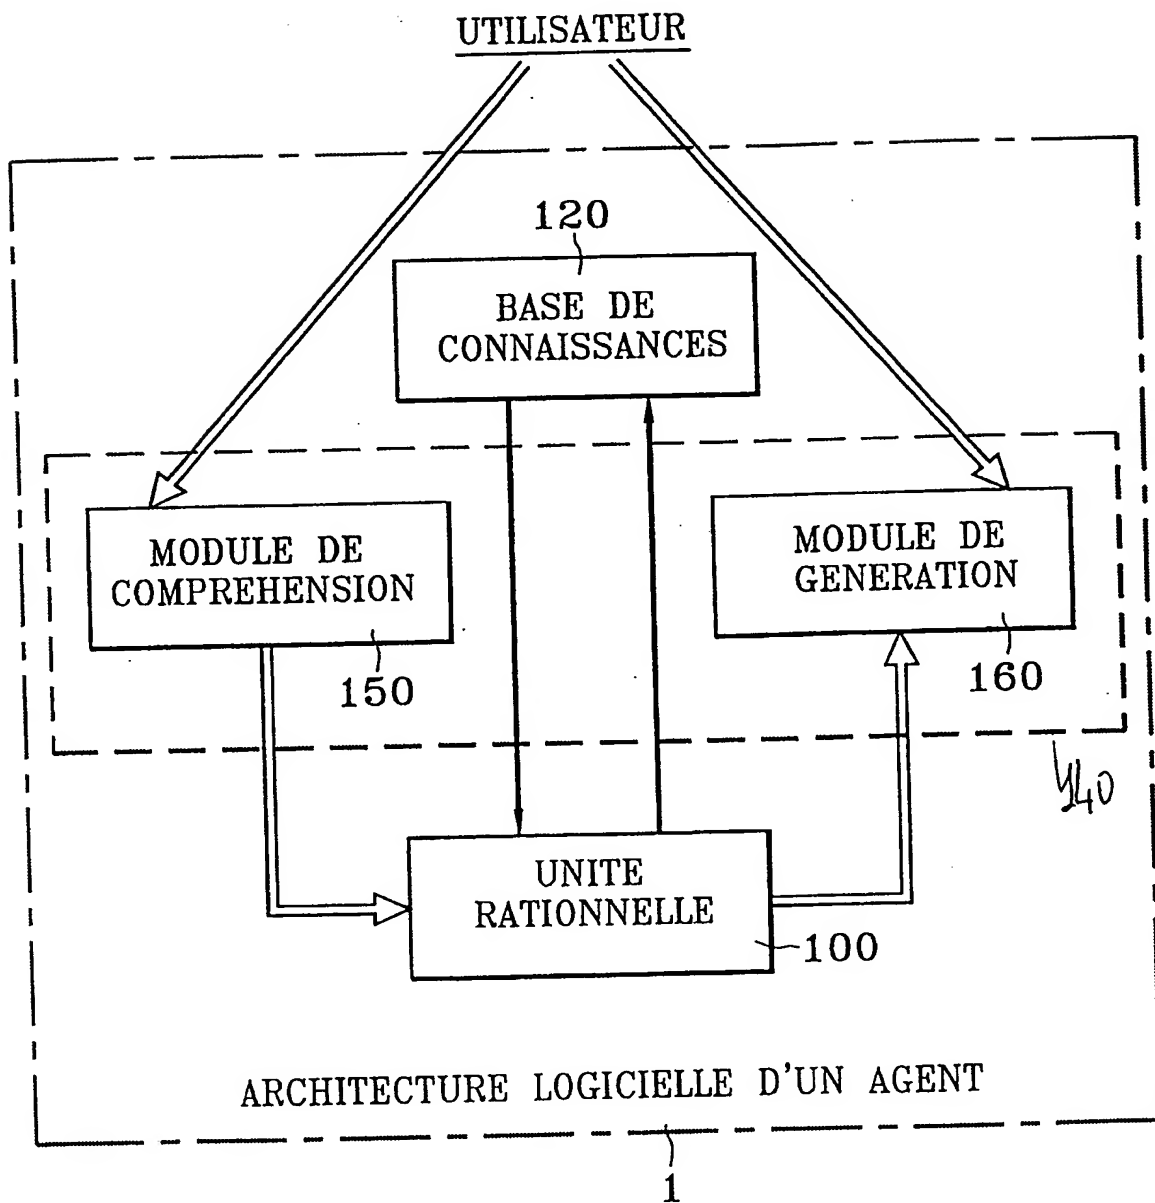 UTILISATEUR
120
BASE DE
CONNAISSANCES
MODULE DE
COMPREHENSION
150
MODULE DE
GENERATION
160
140
UNITE
RATIONNELLE
100
ARCHITECTURE LOGICIELLE D'UN AGENT
1